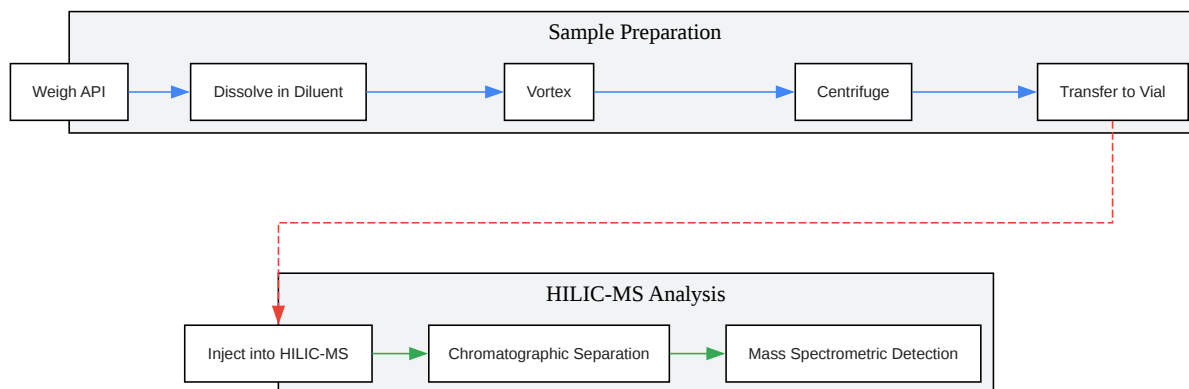 Sample Preparation
Weigh API
Dissolve in Diluent
Vortex
Centrifuge
Transfer to Vial
HILIC-MS Analysis
Inject into HILIC-MS
Chromatographic Separation
Mass Spectrometric Detection